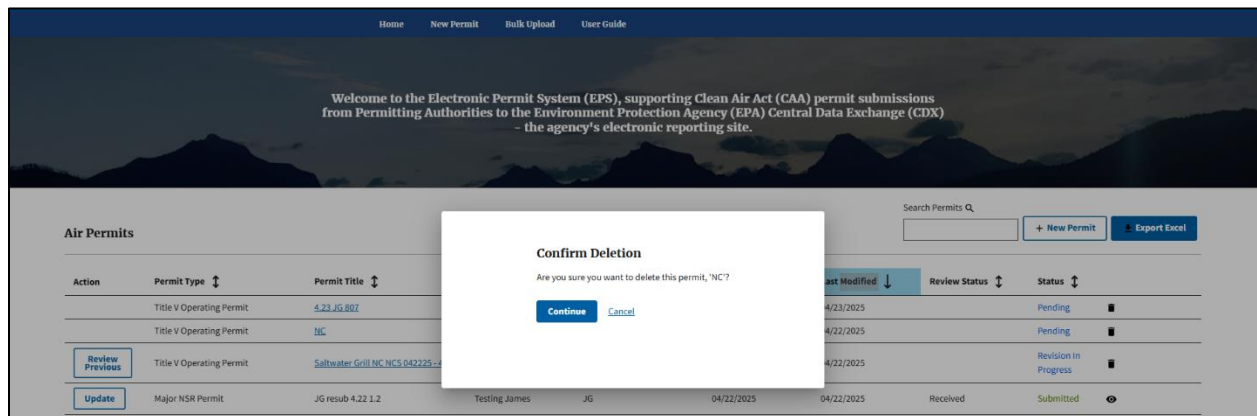 Home New Permit Bulk Upload User Guide
Welcome to the Electronic Permit System (EPS), supporting Clean Air Act (CAA) permit submissions
from Permitting Authorities to the Environment Protection Agency (EPA) Central Data Exchange (CDX)
– the agency's electronic reporting site.
Search Permits
Air Permits
+ New Permit Export Excel
Confirm Deletion
Are you sure you want to delete this permit, 'NC'?
Continue Cancel
Action Permit Type Permit Title Modified Review Status Status
Title V Operating Permit 4.23 JG 807 4/23/2025 Pending
Title V Operating Permit NC 4/22/2025 Pending
Review
Previous
Title V Operating Permit Saltwater Grill NC NCS 042225 - 4/22/2025
Revision In
Progress
Update Major NSR Permit JG resub 4.22 1.2 Testing James JG 04/22/2025 04/22/2025 Received Submitted